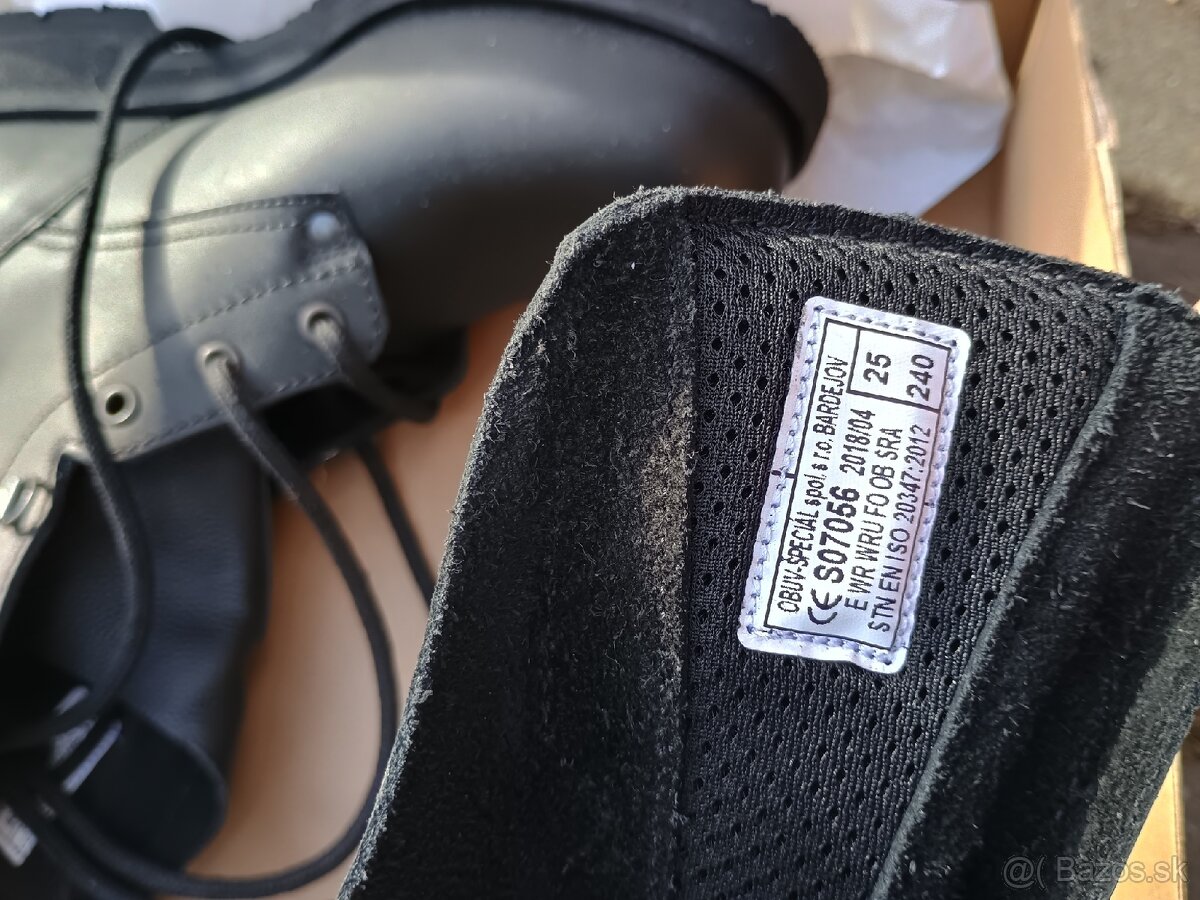 OBUV-ŠPECIÁL spol. s r.o. BARDEJOV
CE S07056 2018/04 25
E WR WRU FO OB SRA 240
STN EN ISO 20347:2012
@( Bazos.sk